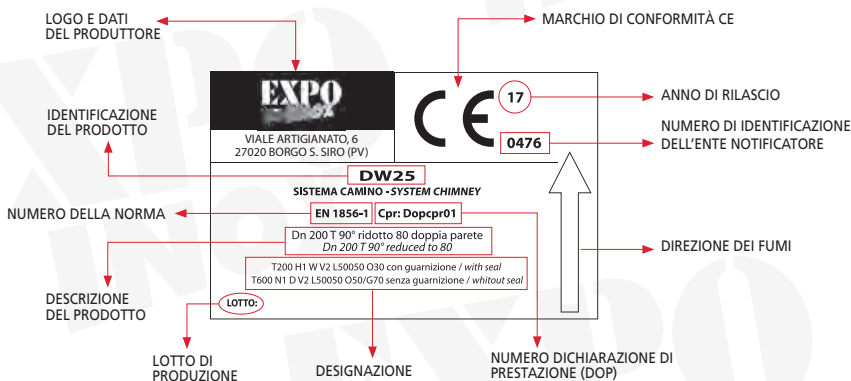 LOGO E DATI
DEL PRODUTTORE
MARCHIO DI CONFORMITÀ CE
EXPO
CE
17
ANNO DI RILASCIO
IDENTIFICAZIONE
DEL PRODOTTO
VIALE ARTIGIANATO, 6
27020 BORGO S. SIRO (PV)
0476
NUMERO DI IDENTIFICAZIONE
DELL'ENTE NOTIFICATORE
DW25
SISTEMA CAMINO - SYSTEM CHIMNEY
NUMERO DELLA NORMA
EN 1856-1 Cpr: Dopcpr01
Dn 200 T 90° ridotto 80 doppia parete
Dn 200 T 90° reduced to 80
DIREZIONE DEI FUMI
T200 H1 W V2 L50050 O30 con guarnizione / with seal
T600 N1 D V2 L50050 O50/G70 senza guarnizione / whitout seal
DESCRIZIONE
DEL PRODOTTO
LOTTO:
LOTTO DI
PRODUZIONE
DESIGNAZIONE
NUMERO DICHIARAZIONE DI
PRESTAZIONE (DOP)